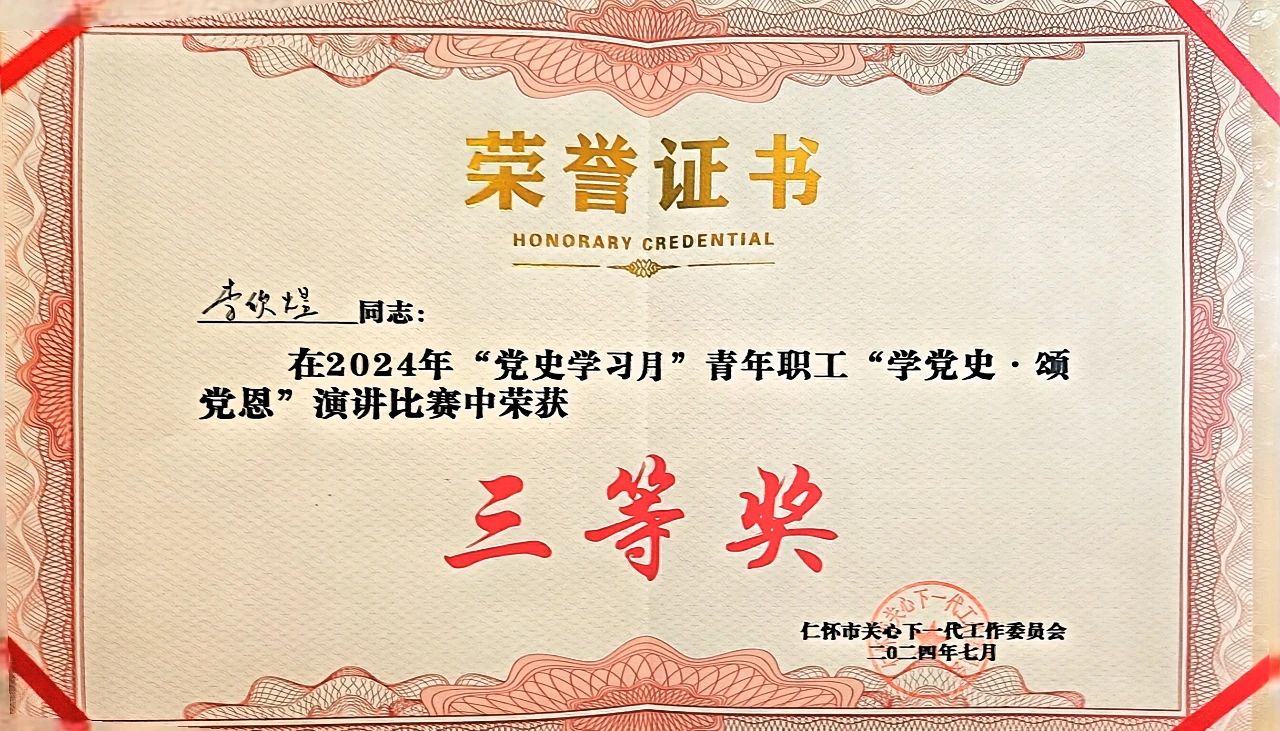 荣誉证书
HONORARY CREDENTIAL
李欣煜 同志：
在2024年“党史学习月”青年职工“学党史·颂
党恩”演讲比赛中荣获
三等奖
仁怀市关心下一代工作委员会
二0二四年七月